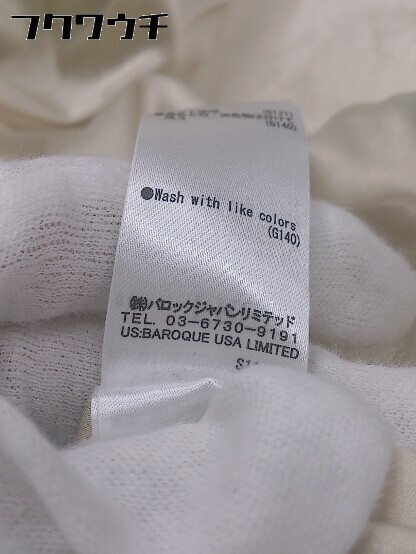 フクウチ
(G140)
●Wash with like colors
(G140)
㈱バロックジャパンリミテッド
TEL. 03-6730-9191
US:BAROQUE USA LIMITED